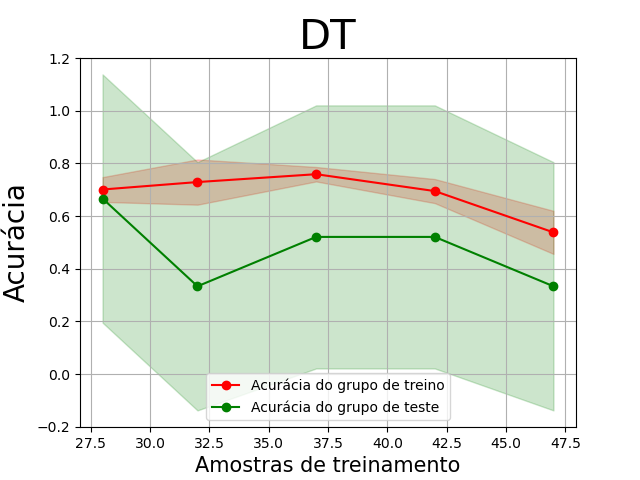 DT
Acurácia
1.2
1.0
0.8
0.6
0.4
0.2
0.0
−0.2
Acurácia do grupo de treino
Acurácia do grupo de teste
27.5 30.0 32.5 35.0 37.5 40.0 42.5 45.0 47.5
Amostras de treinamento